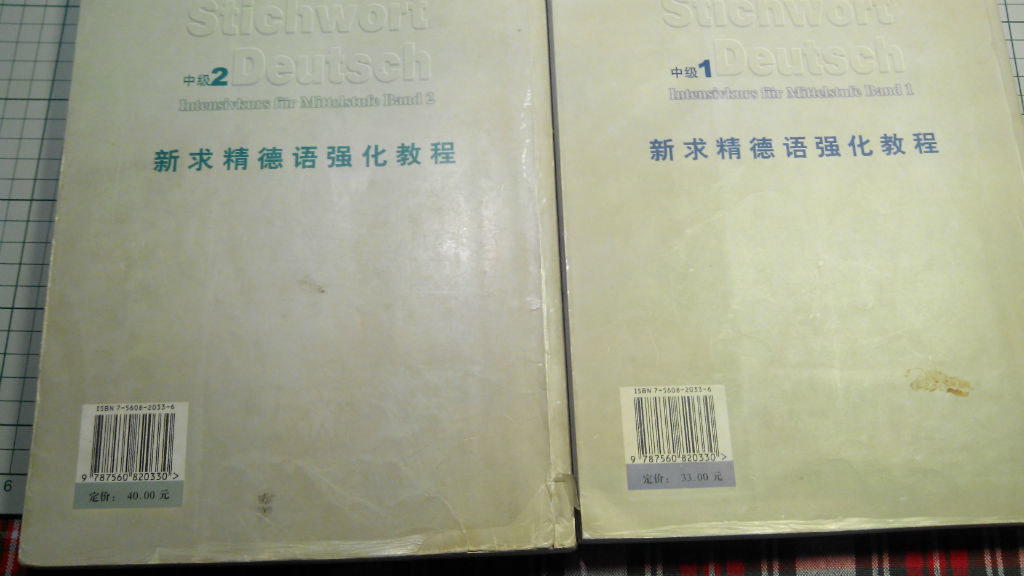 Stichwort
Deutsch
中级2
Intensivkurs für Mittelstufe Band 2
新求精德语强化教程
ISBN 7-5608-2033-6
9 787560 820330 >
定价： 40.00 元
Stichwort
Deutsch
中级1
Intensivkurs für Mittelstufe Band 1
新求精德语强化教程
ISBN 7-5608-2033-6
9 787560 820330 >
定价： 33.00 元
6